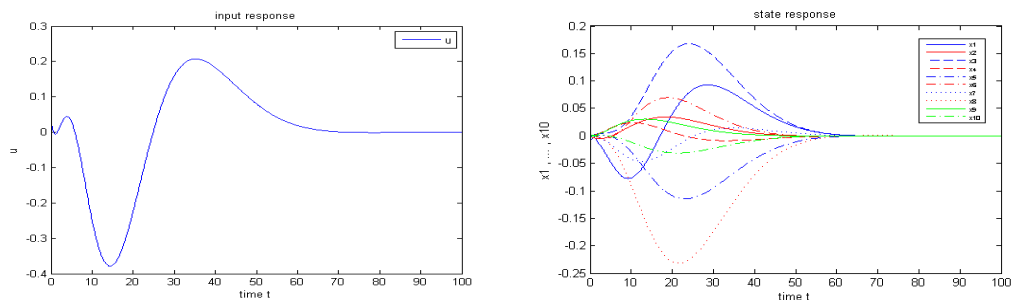 input response
0.3
0.2
0.1
0
-0.1
-0.2
-0.3
-0.4
u
u
0 10 20 30 40 50 60 70 80 90 100
time t
state response
0.2
0.15
0.1
0.05
0
-0.05
-0.1
-0.15
-0.2
-0.25
x1 , ... , x10
x1
x2
x3
x4
x5
x6
x7
x8
x9
x10
0 10 20 30 40 50 60 70 80 90 100
time t